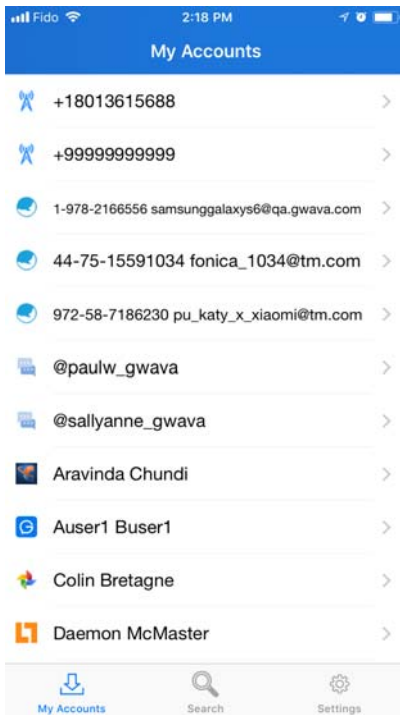 Fido 2:18 PM
My Accounts
+18013615688
+99999999999
1-978-2166556 samsunggalaxys6@qa.gwava.com
44-75-15591034 fonica_1034@tm.com
972-58-7186230 pu_katy_x_xiaomi@tm.com
@paulw_gwava
@sallyanne_gwava
Aravinda Chundi
Auser1 Buser1
Colin Bretagne
Daemon McMaster
My Accounts Search Settings